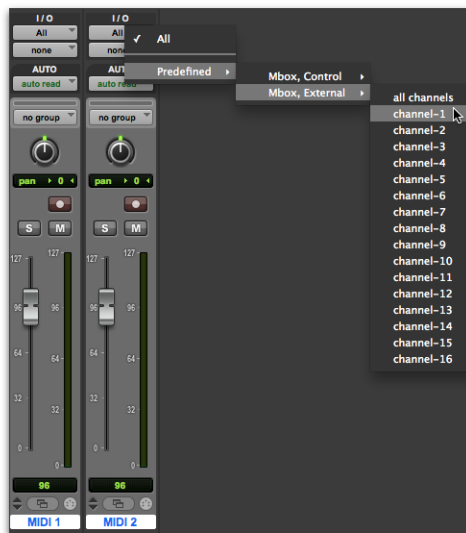 I/O
All
none
AUTO
auto read
no group
pan 0
S M
127
127
96
96
64
64
32
32
0
0
96
MIDI 1
I/O
All
none
AUT
auto read
no group
pan 0
S M
127
127
96
96
64
64
32
32
0
0
96
MIDI 2
✓ All
Predefined
Mbox, Control
Mbox, External
all channels
channel-1
channel-2
channel-3
channel-4
channel-5
channel-6
channel-7
channel-8
channel-9
channel-10
channel-11
channel-12
channel-13
channel-14
channel-15
channel-16